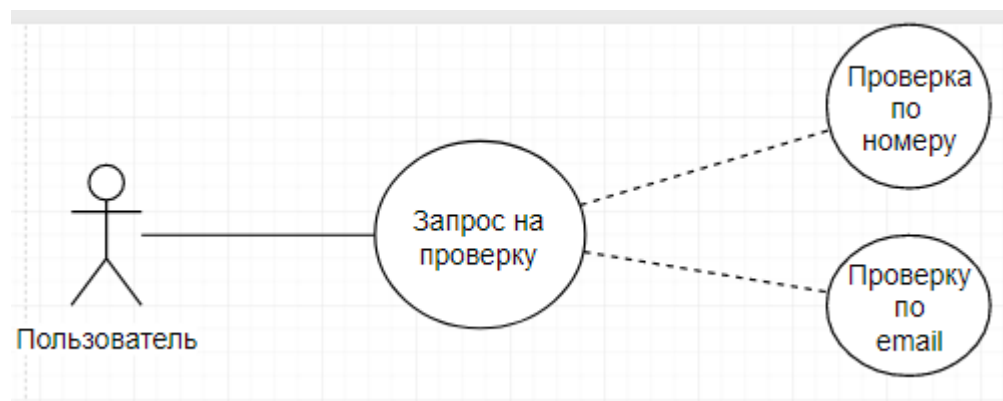 Проверка
по
номеру
Запрос на
проверку
Проверку
по
email
Пользователь